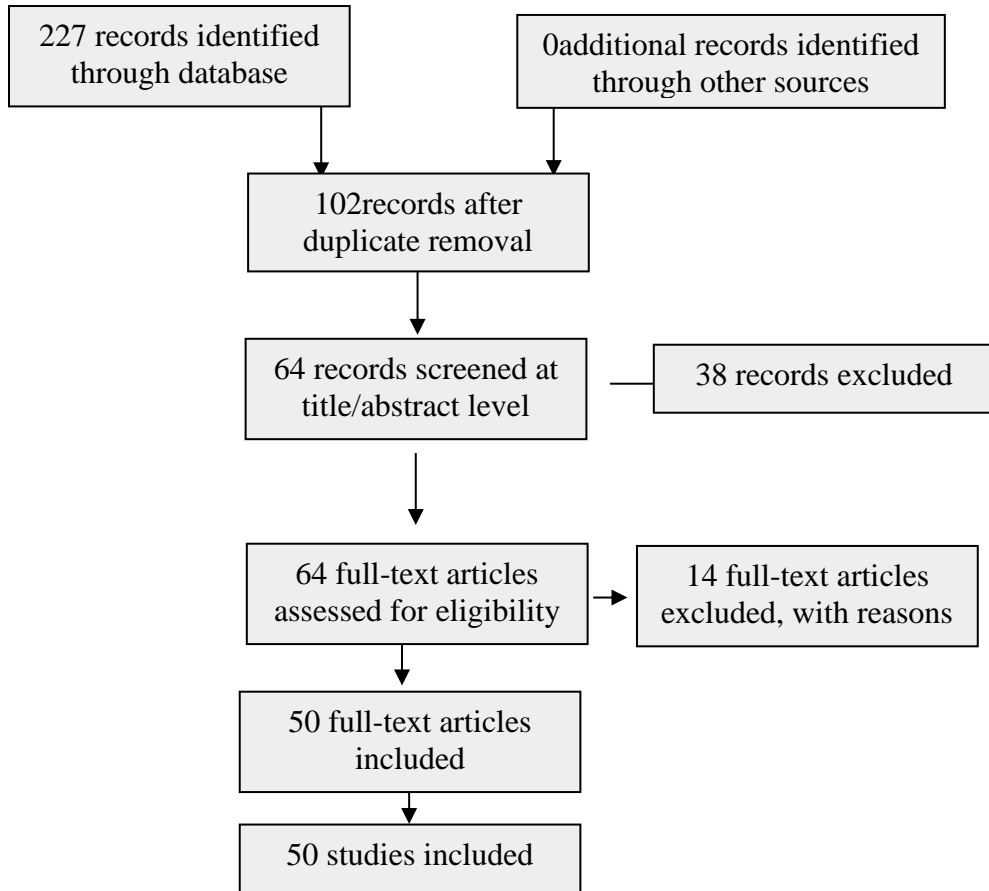 227 records identified
through database
0additional records identified
through other sources
102records after
duplicate removal
64 records screened at
title/abstract level
38 records excluded
64 full-text articles
assessed for eligibility
14 full-text articles
excluded, with reasons
50 full-text articles
included
50 studies included